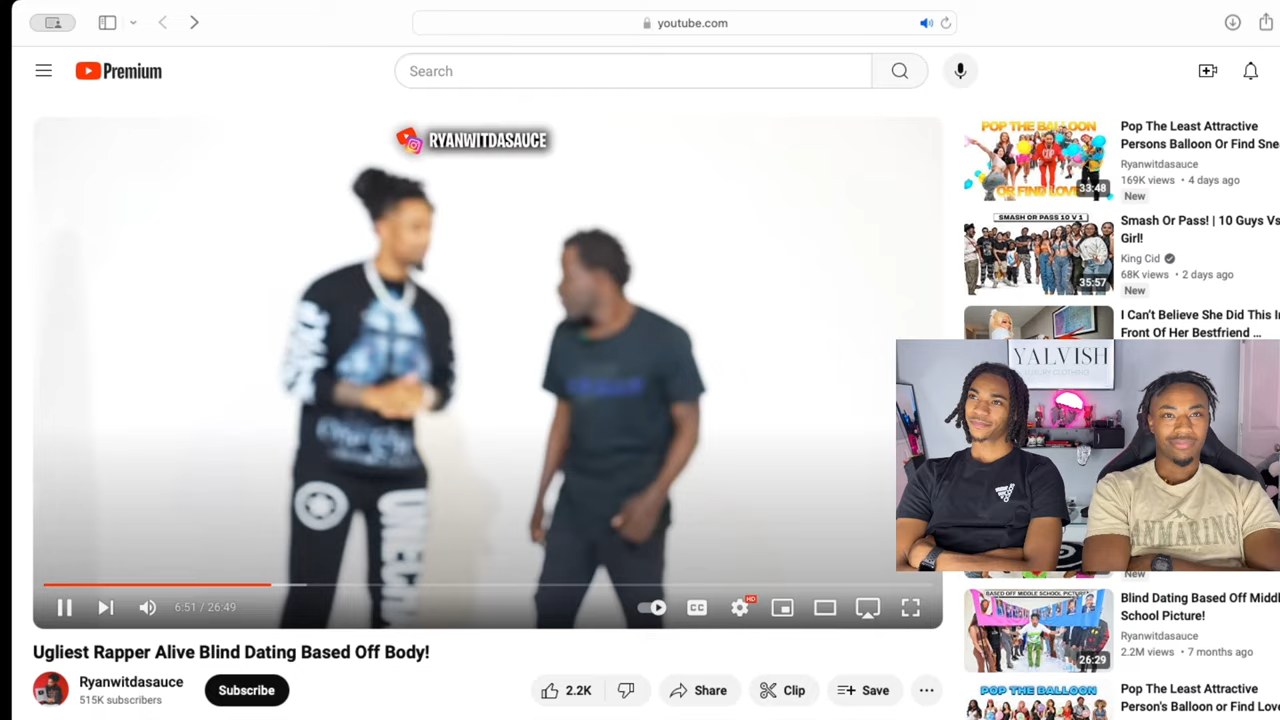 youtube.com
Premium
Search
RYANWITDASAUCE
6:51 / 26:49
CC
HD
Ugliest Rapper Alive Blind Dating Based Off Body!
Ryanwitdasauce
515K subscribers
Subscribe
2.2K
Share
Clip
Save
POP THE BALLOON
OR FIND LOVE
33:48
Pop The Least Attractive
Persons Balloon Or Find Sne
Ryanwitdasauce
169K views • 4 days ago
New
SMASH OR PASS 10 V 1
35:57
Smash Or Pass! | 10 Guys Vs
Girl!
King Cid
68K views • 2 days ago
New
I Can't Believe She Did This I
Front Of Her Bestfriend ...
YALVISH
LUXURY CLOTHING
New
BASED OFF MIDDLE SCHOOL PICTURE!
26:29
Blind Dating Based Off Middl
School Picture!
Ryanwitdasauce
2.2M views • 7 months ago
POP THE BALLOON
Pop The Least Attractive
Person's Balloon Or Find Lov